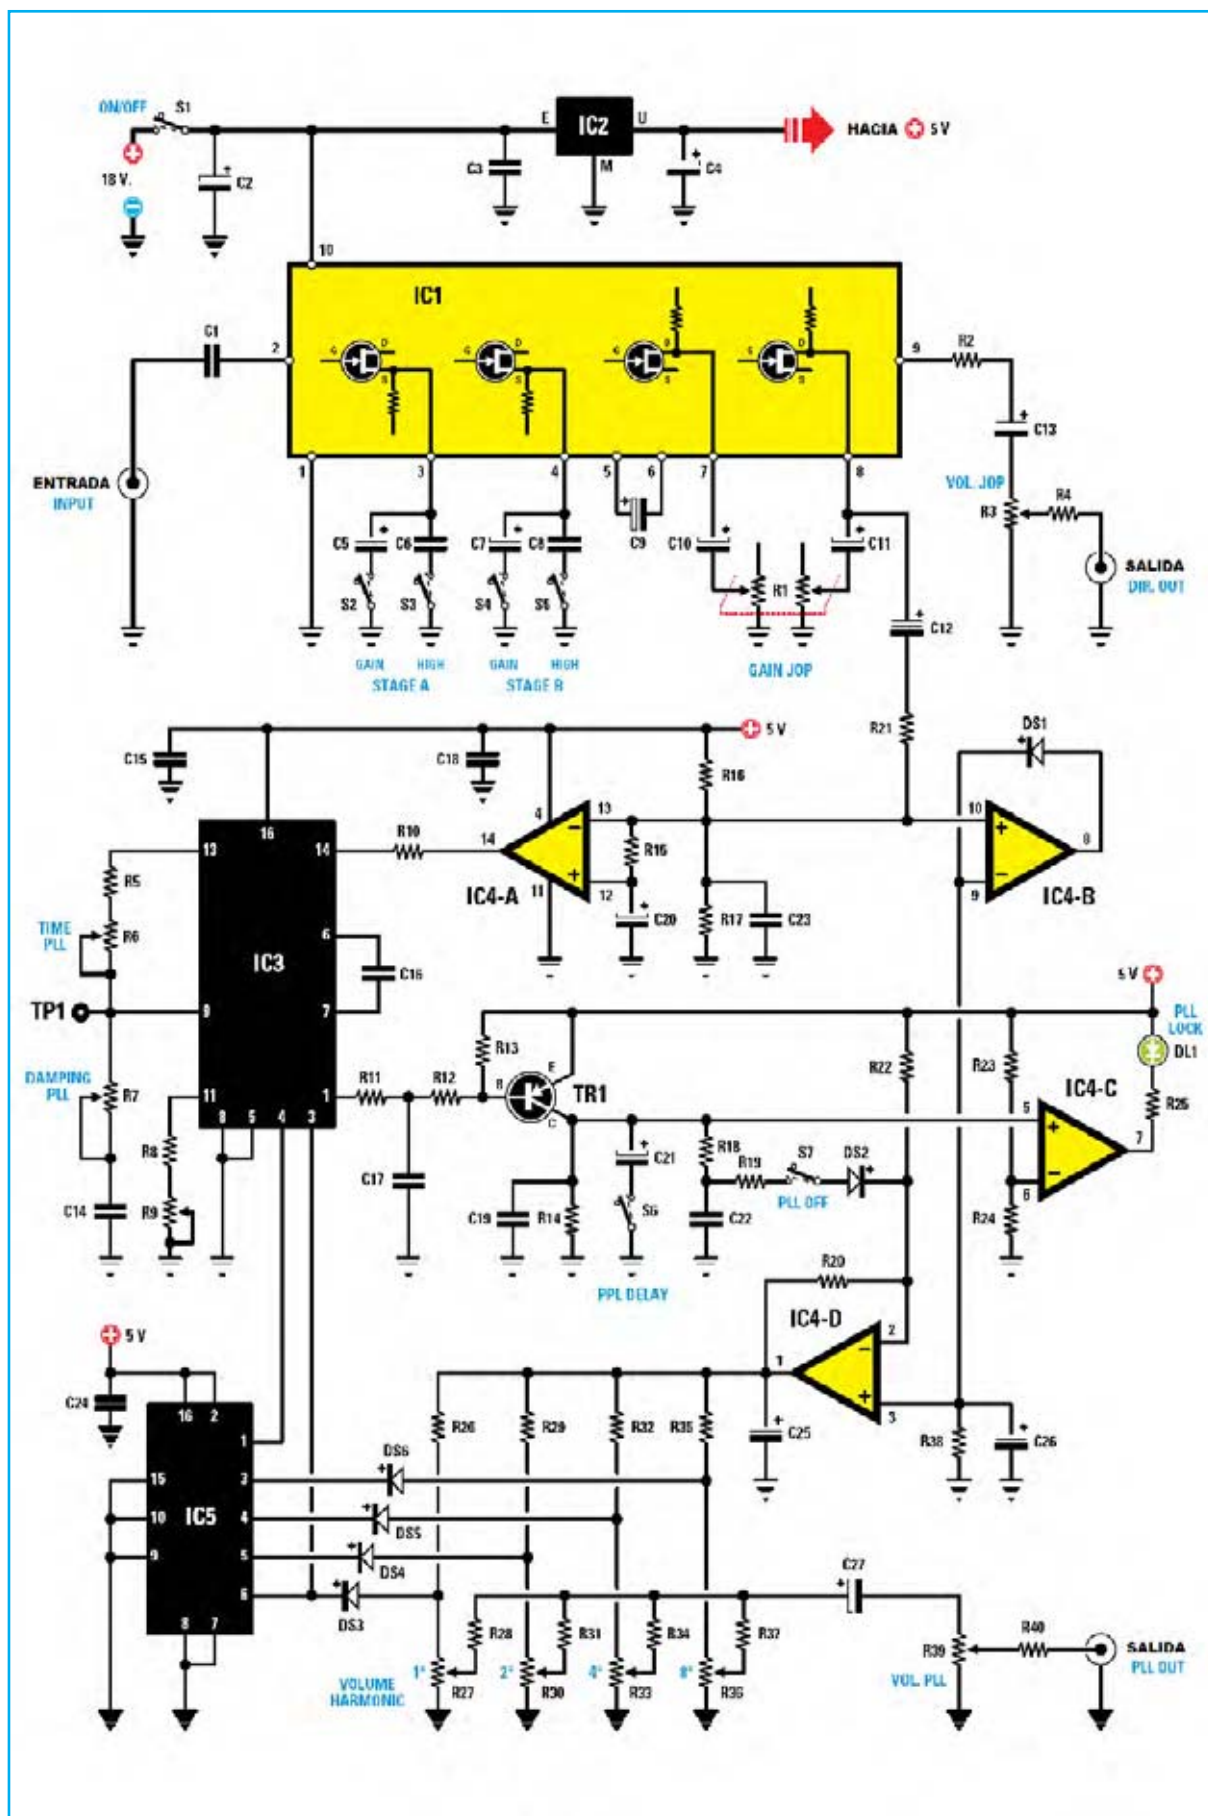 ON/OFF S1
E IC2 U
HACIA + 5 V
C3 M C4
18 V.
C2
10
IC1
C1
2
G D S
G D S
D S
D S
9 R2
C13
1 3 4 5 6 7 8
VOL. JOP
R4
R3
ENTRADA
INPUT
C5 C6 C7 C8 C9 C10 C11
SALIDA
DIR. OUT
S2 S3 S4 S5 R1
C12
GAIN HIGH GAIN HIGH
STAGE A STAGE B
GAIN JOP
5 V
R21 DS1
C15 C18 R16
4 13 10
16
13 14 R10 14 R15 8
R5
11 12 9
IC4-A IC4-B
C20 R17 C23
TIME
PLL
R6
6
IC3 C16
5 V
TP1 9 7
PLL
LOCK
R13 E R22 R23 DL1
DAMPING
PLL
R7 11 1 R11 R12 B TR1
IC4-C
C 5 R25
8 5 4 3
R8 R18 S7 DS2 7
C21 R19
C17 PLL OFF 6
C14 R9 C19 R14 S6 C22 R24
R20
PPL DELAY
IC4-D
5 V
2
1
C24 16 2 3
R26 R29 R32 R35 C25 R38 C26
1
DS6
15 3
IC5
10 4
DS5
9 5
C27
DS4
6
DS3
8 7
R28 R31 R34 R37
R40
SALIDA
PLL OUT
R39
1° 2° 4° 8°
VOLUME
HARMONIC
R27 R30 R33 R36
VOL. PLL